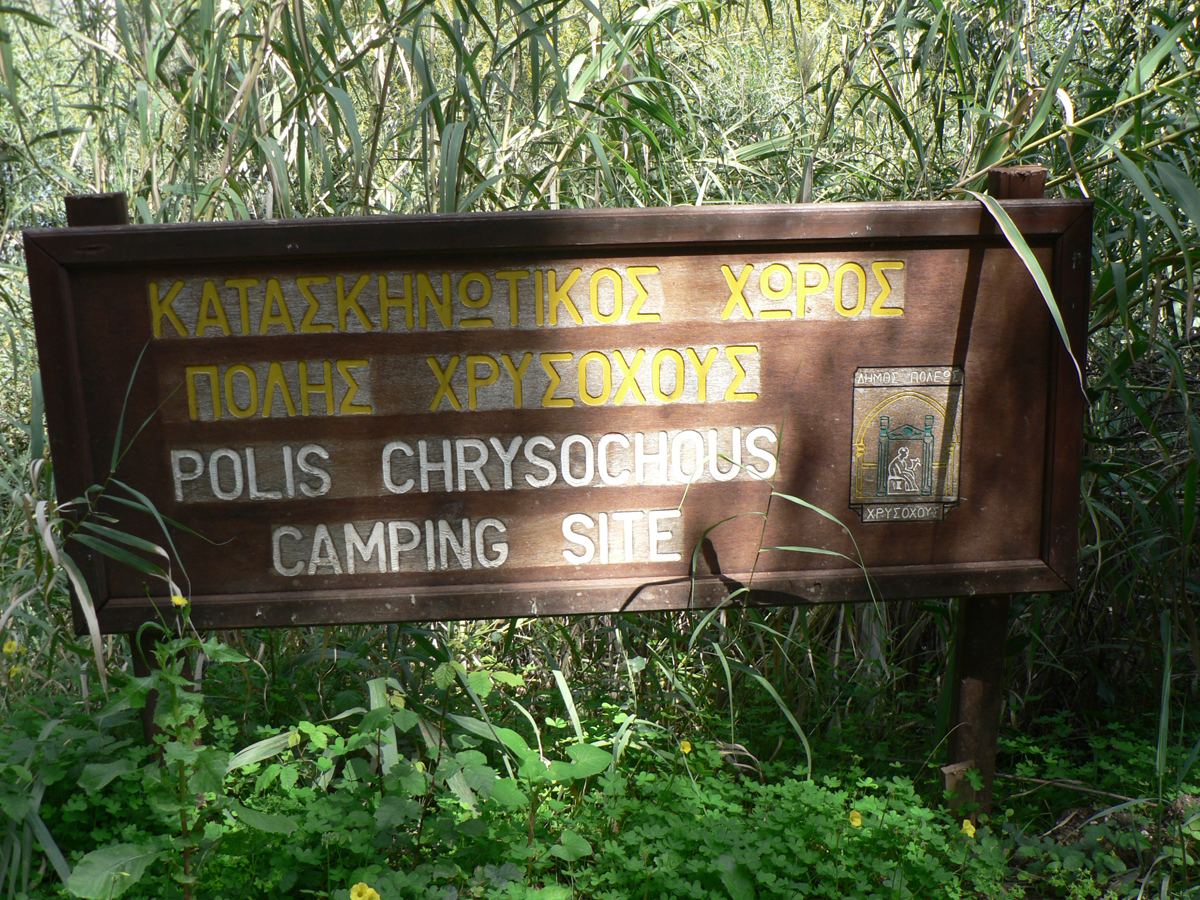 ΚΑΤΑΣΚΗΝΩΤΙΚΟΣ ΧΩΡΟΣ
ΠΟΛΗΣ ΧΡΥΣΟΧΟΥΣ
POLIS CHRYSOCHOUS
CAMPING SITE
ΔΗΜΟΣ ΠΟΛΕΩΣ
ΧΡΥΣΟΧΟΥΣ